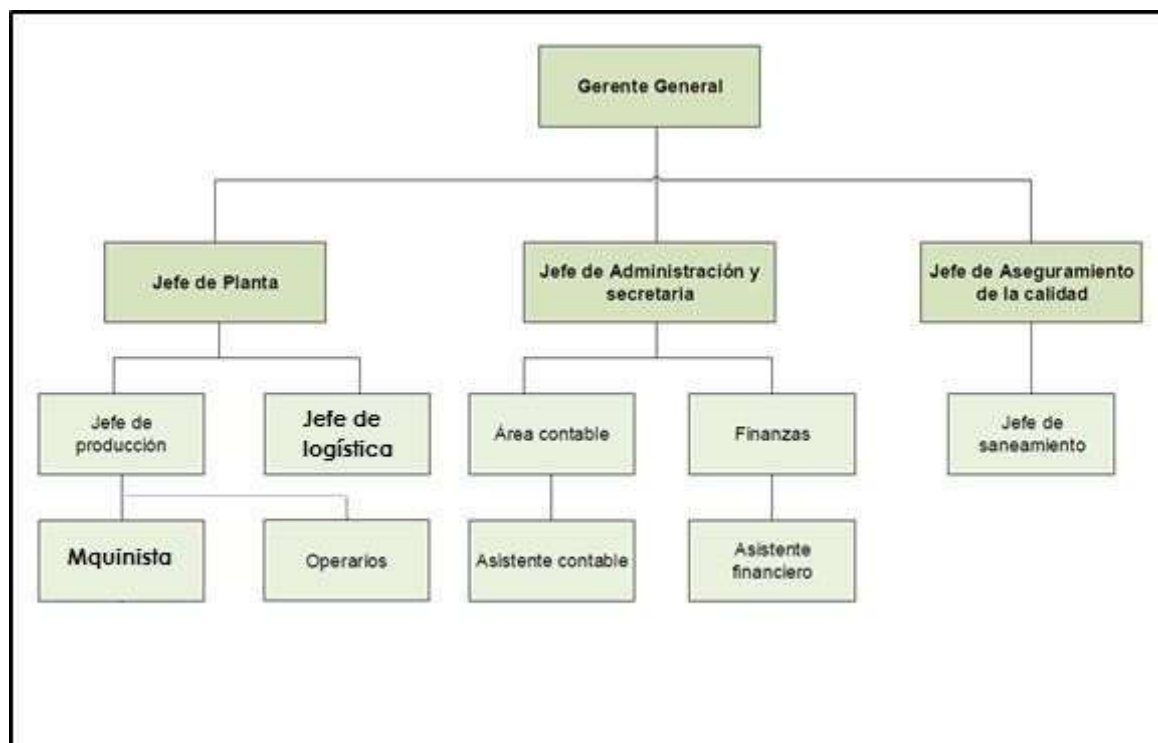 Gerente General
Jefe de Planta
Jefe de Administración y
secretaria
Jefe de Aseguramiento
de la calidad
Jefe de
producción
Jefe de
logística
Área contable
Finanzas
Jefe de
saneamiento
Mquinista
Operarios
Asistente contable
Asistente
financiero